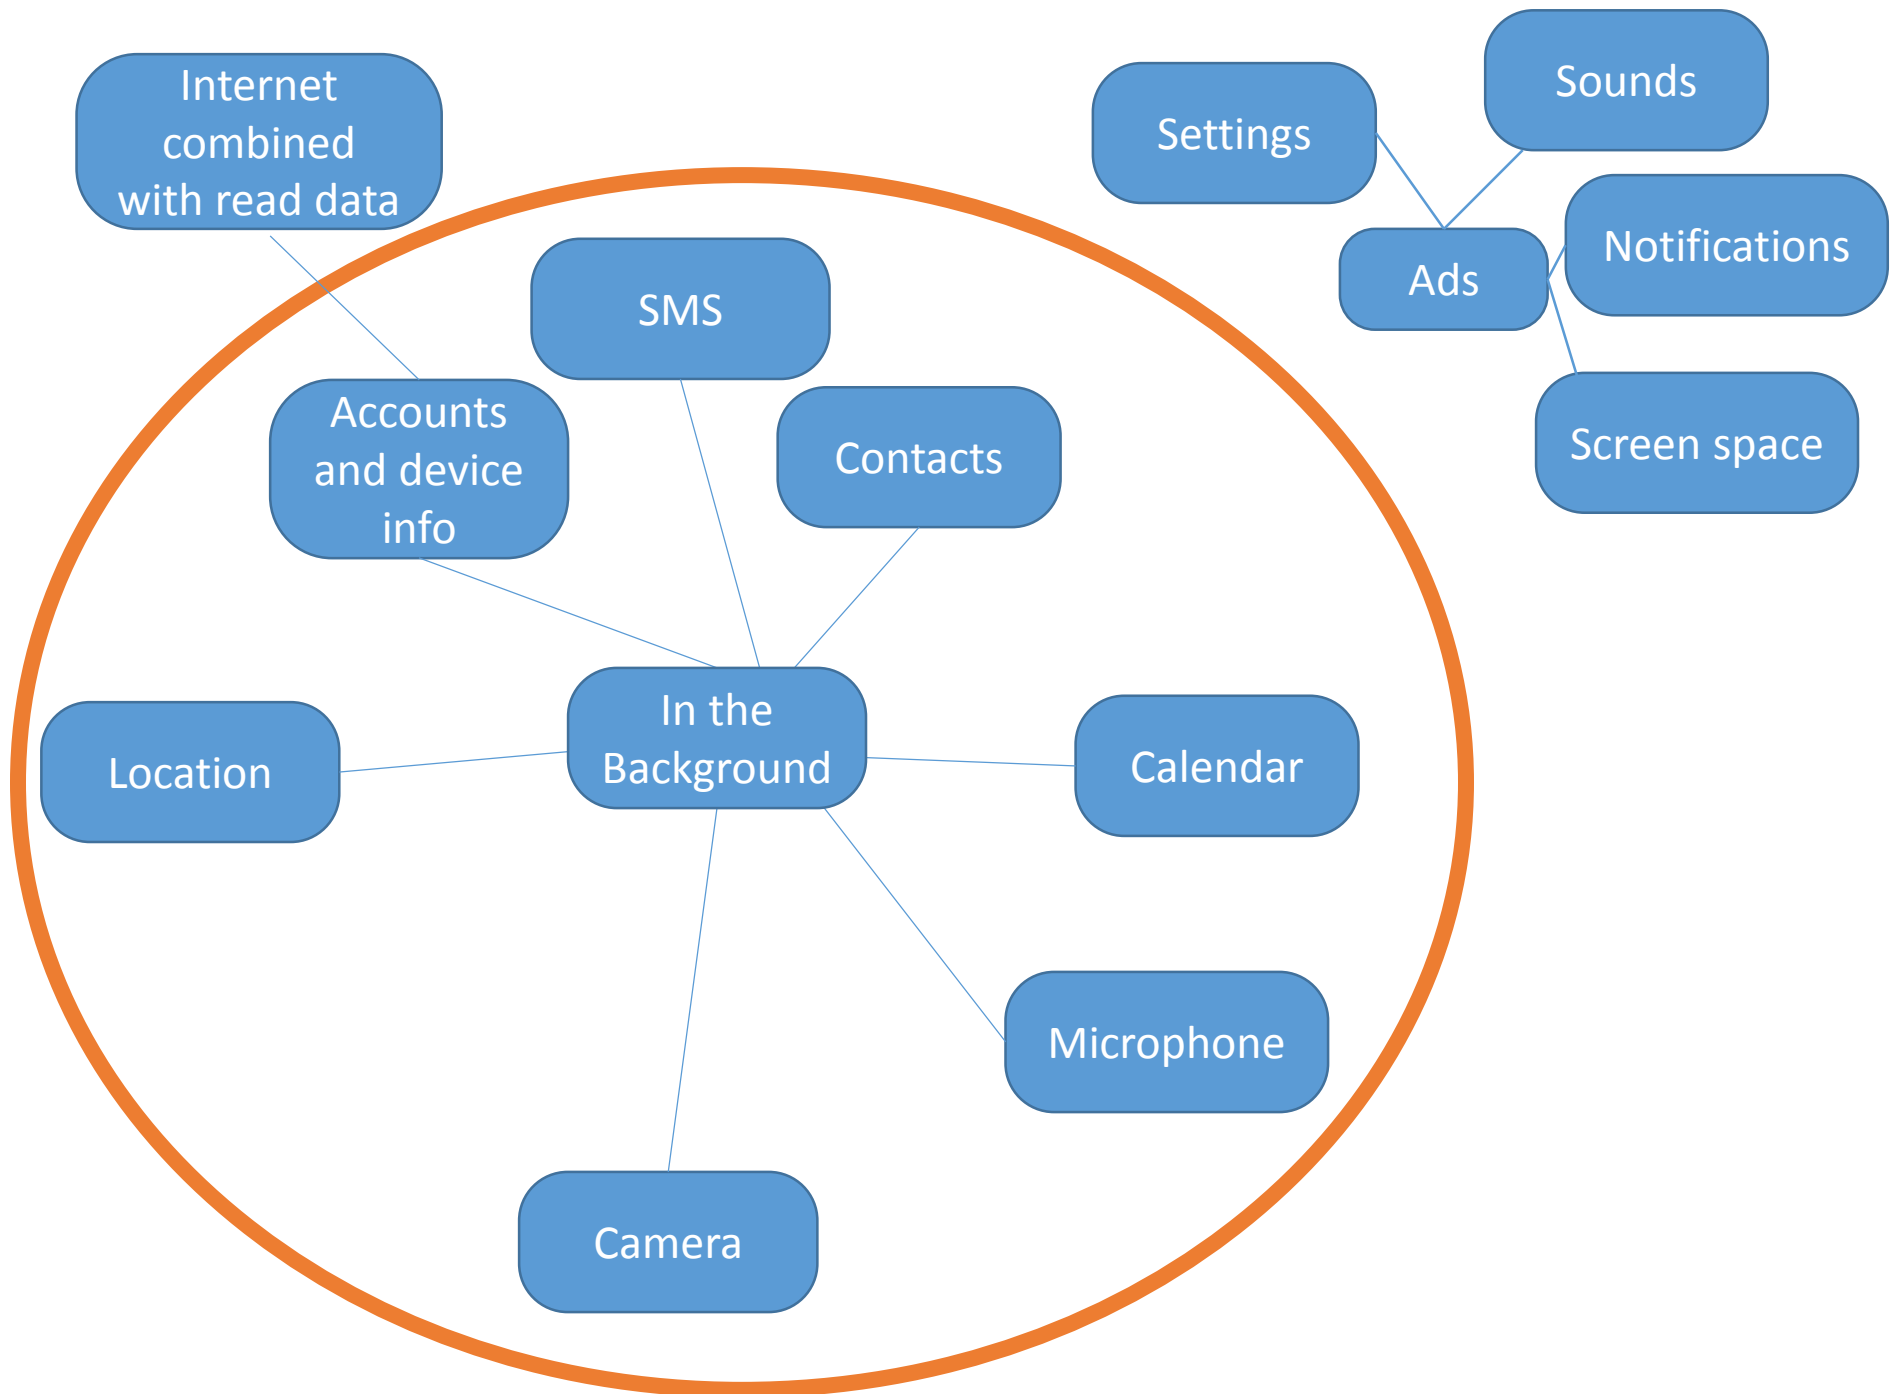 Internet
combined
with read data
Settings
Sounds
Notifications
Ads
SMS
Accounts
and device
info
Contacts
Screen space
In the
Background
Location
Calendar
Microphone
Camera